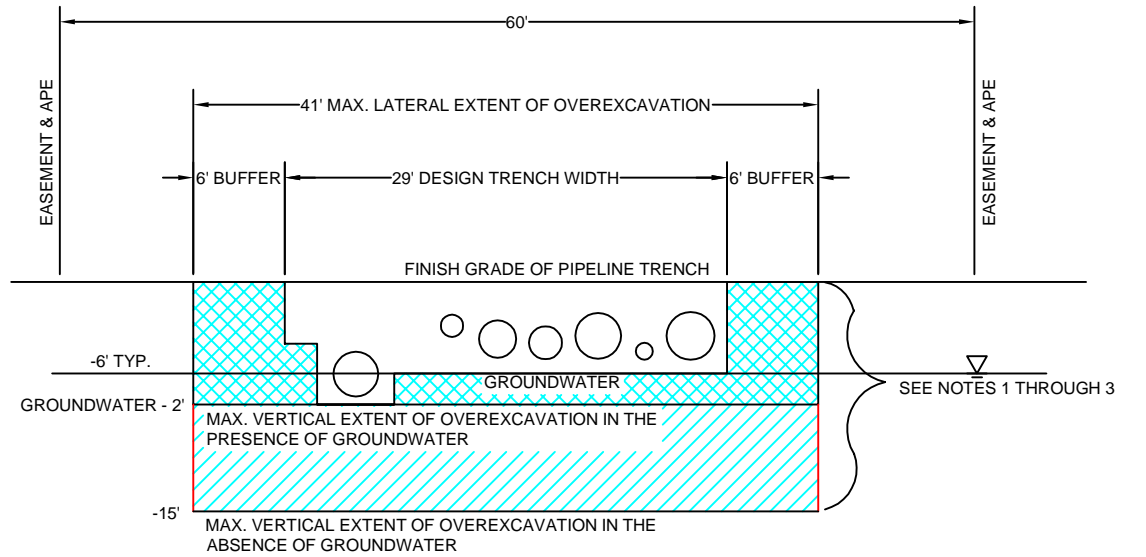 60'
EASEMENT & APE
EASEMENT & APE
41' MAX. LATERAL EXTENT OF OVEREXCAVATION
6' BUFFER
29' DESIGN TRENCH WIDTH
6' BUFFER
FINISH GRADE OF PIPELINE TRENCH
-6' TYP.
GROUNDWATER
SEE NOTES 1 THROUGH 3
GROUNDWATER - 2'
MAX. VERTICAL EXTENT OF OVEREXCAVATION IN THE
PRESENCE OF GROUNDWATER
-15'
MAX. VERTICAL EXTENT OF OVEREXCAVATION IN THE
ABSENCE OF GROUNDWATER